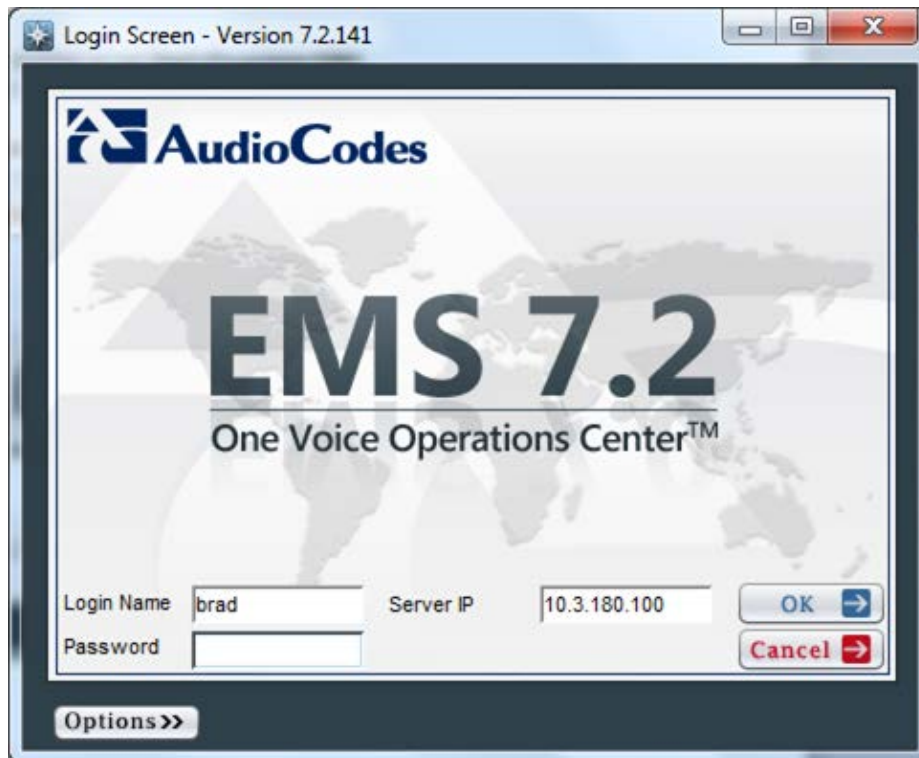 Login Screen - Version 7.2.141
AudioCodes
EMS 7.2
One Voice Operations Center™
Login Name brad Server IP 10.3.180.100 OK
Password Cancel
Options>>